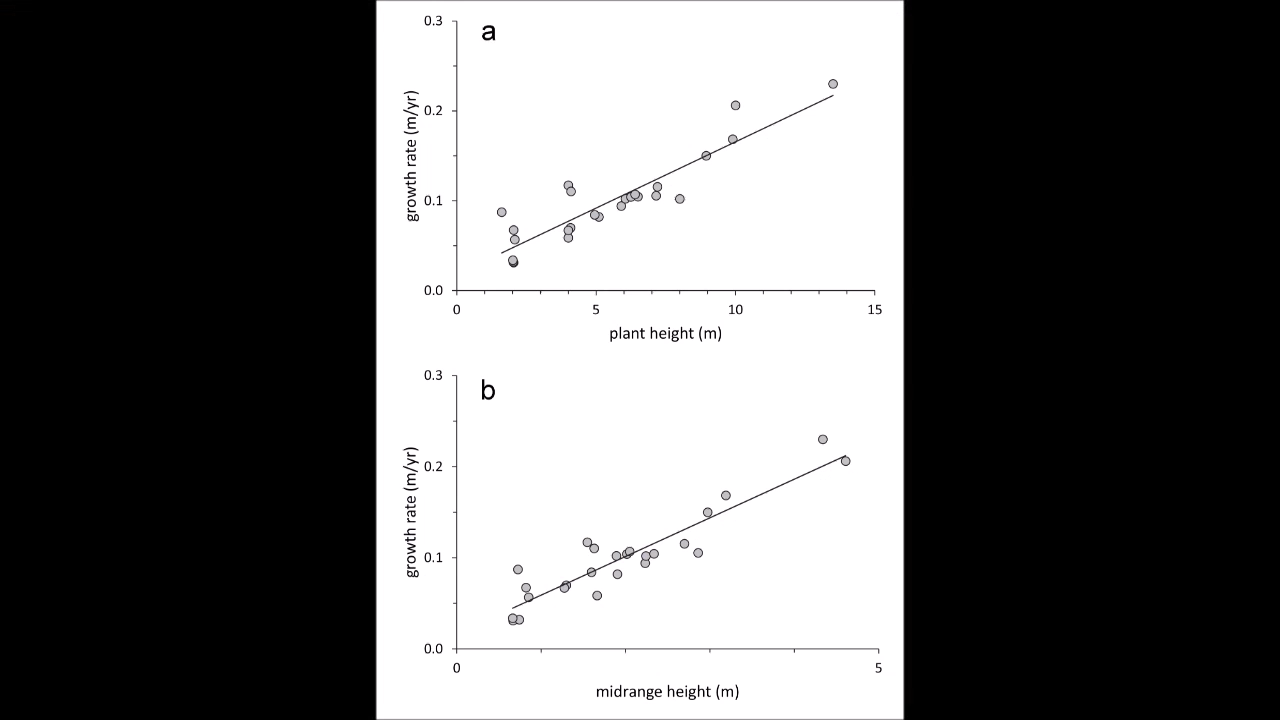 a
0.3
0.2
0.1
0.0
growth rate (m/yr)
0 5 10 15
plant height (m)
b
0.3
0.2
0.1
0.0
growth rate (m/yr)
0 5
midrange height (m)